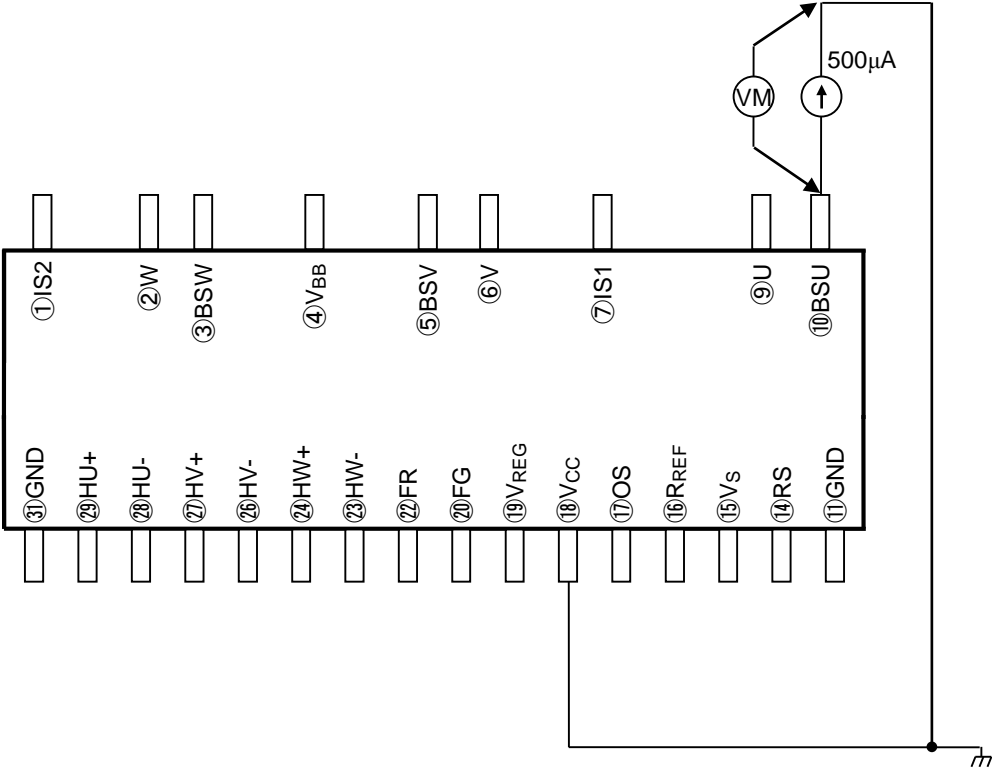 500μA
VM
①IS2
②W
③BSW
④VBB
⑤BSV
⑥V
⑦IS1
⑨U
⑩BSU
㉛GND
㉙HU+
㉘HU-
㉗HV+
㉖HV-
㉔HW+
㉓HW-
㉒FR
⑳FG
⑲VREG
⑱VCC
⑰OS
⑯RREF
⑮VS
⑭RS
⑪GND